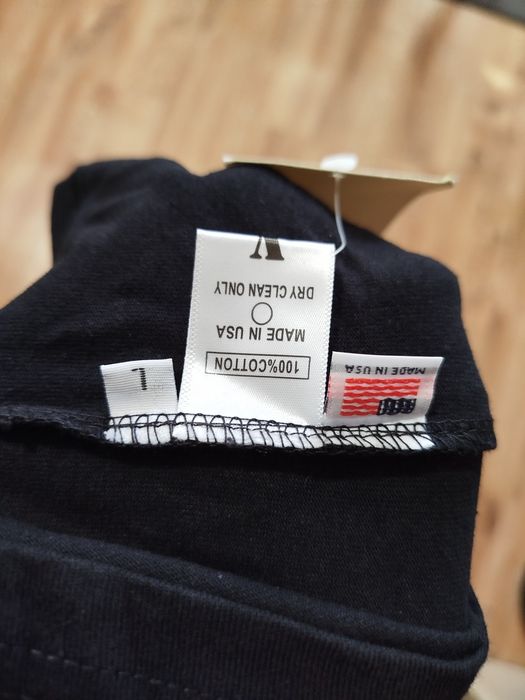 MADE IN USA
100%COTTON
MADE IN USA
DRY CLEAN ONLY
L